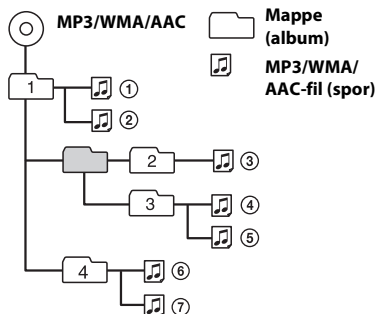 MP3/WMA/AAC
Mappe
(album)
MP3/WMA/
AAC-fil (spor)
1
①
②
2
③
3
④
⑤
4
⑥
⑦